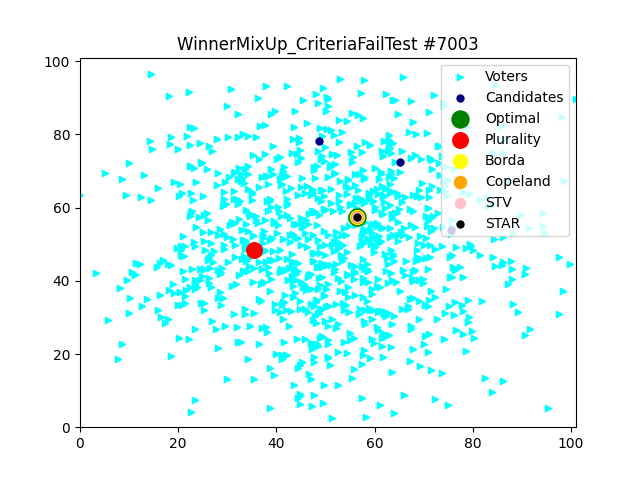 WinnerMixUp_CriteriaFailTest #7003
100
80
60
40
20
0
0
20
40
60
80
100
Voters
Candidates
Optimal
Plurality
Borda
Copeland
STV
STAR